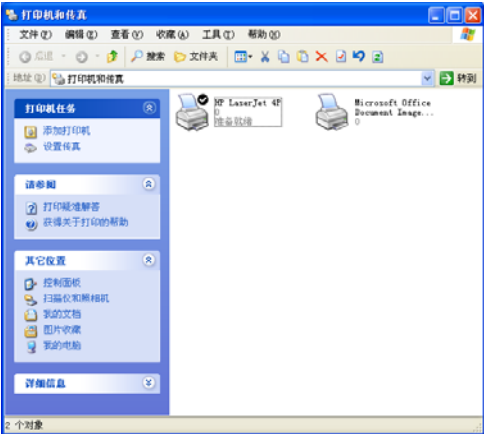 打印机和传真
文件(F) 编辑(E) 查看(V) 收藏(A) 工具(T) 帮助(H)
后退 搜索 文件夹
地址(D) 打印机和传真 转到
打印机任务
添加打印机
设置传真
请参阅
打印疑难解答
获得关于打印的帮助
其它位置
控制面板
扫描仪和照相机
我的文档
图片收藏
我的电脑
详细信息
HP LaserJet 4P
0
准备就绪
Microsoft Office
Document Image...
0
2 个对象